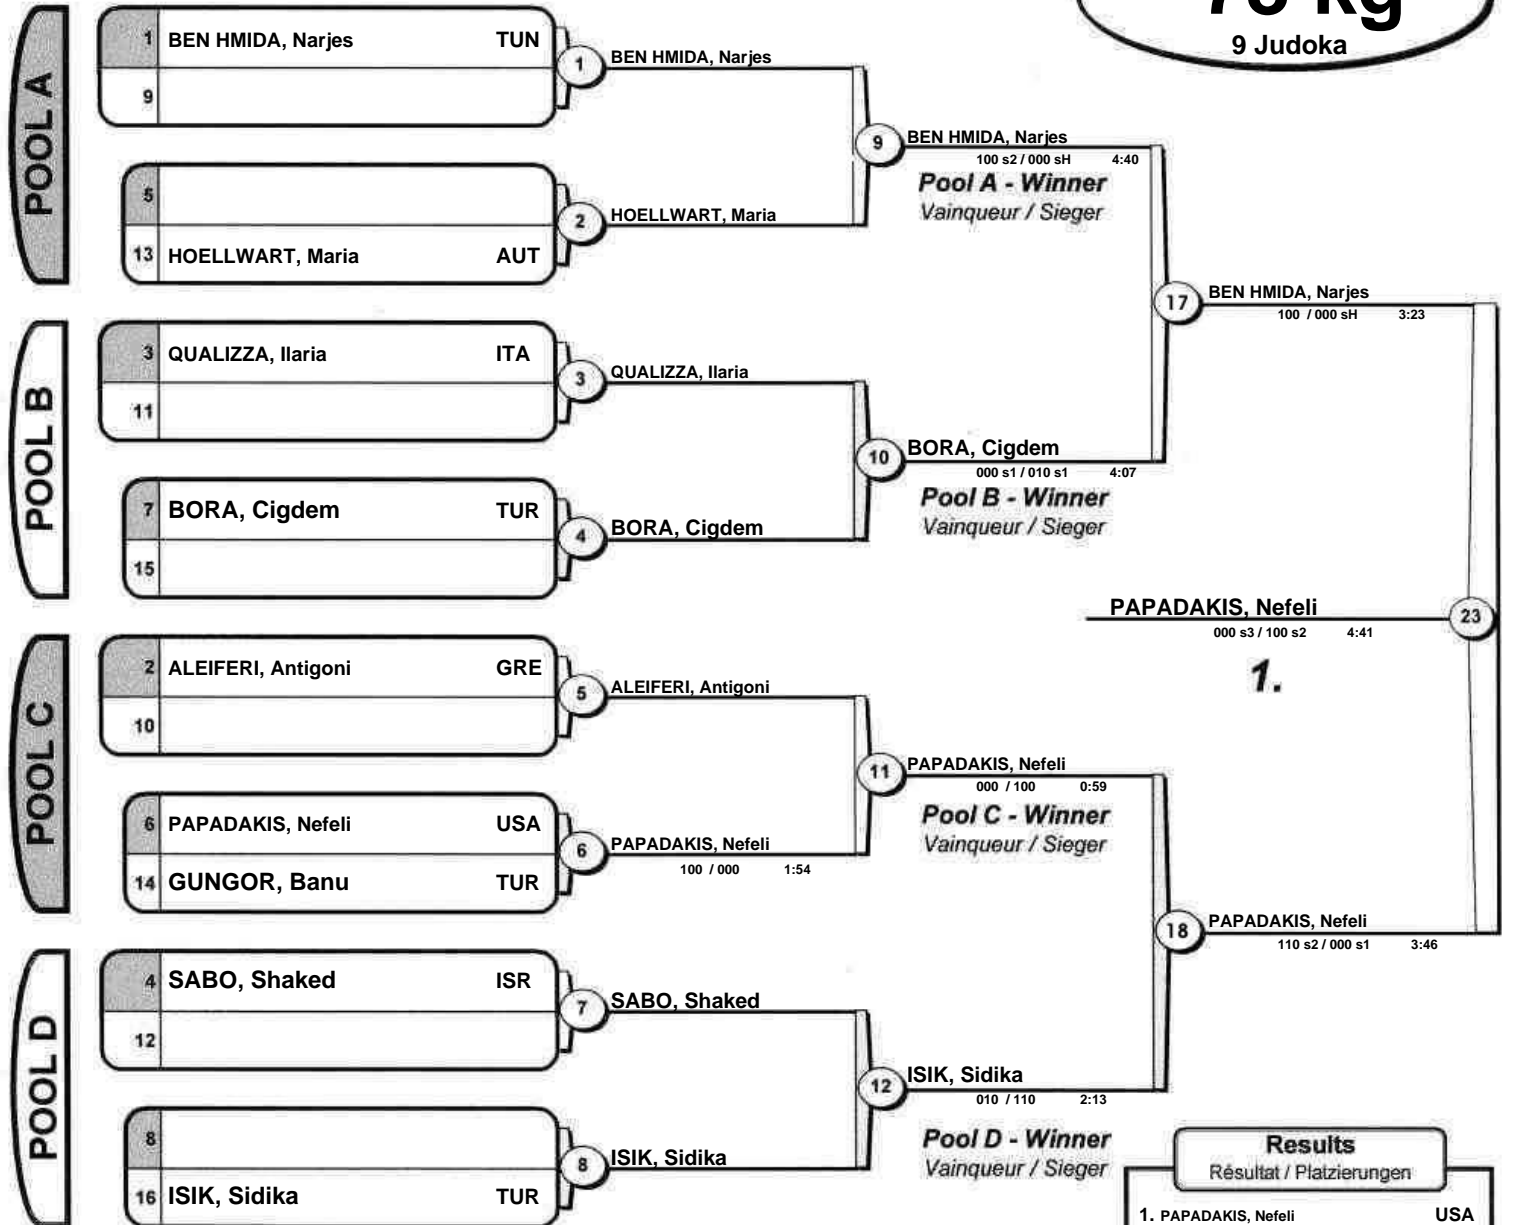 78 kg
9 Judoka
POOL A
1 BEN HMIDA, Narjes TUN
9
1 BEN HMIDA, Narjes
5
13 HOELLWART, Maria AUT
2 HOELLWART, Maria
9 BEN HMIDA, Narjes
100 s2 / 000 sH 4:40
Pool A - Winner
Vainqueur / Sieger
POOL B
3 QUALIZZA, Ilaria ITA
11
3 QUALIZZA, Ilaria
7 BORA, Cigdem TUR
15
4 BORA, Cigdem
10 BORA, Cigdem
000 s1 / 010 s1 4:07
Pool B - Winner
Vainqueur / Sieger
17 BEN HMIDA, Narjes
100 / 000 sH 3:23
PAPADAKIS, Nefeli 23
000 s3 / 100 s2 4:41
1.
POOL C
2 ALEIFERI, Antigoni GRE
10
5 ALEIFERI, Antigoni
6 PAPADAKIS, Nefeli USA
14 GUNGOR, Banu TUR
6 PAPADAKIS, Nefeli
100 / 000 1:54
11 PAPADAKIS, Nefeli
000 / 100 0:59
Pool C - Winner
Vainqueur / Sieger
POOL D
4 SABO, Shaked ISR
12
7 SABO, Shaked
8
16 ISIK, Sidika TUR
8 ISIK, Sidika
12 ISIK, Sidika
010 / 110 2:13
Pool D - Winner
Vainqueur / Sieger
18 PAPADAKIS, Nefeli
110 s2 / 000 s1 3:46
Results
Résultat / Platzierungen
1. PAPADAKIS, Nefeli USA